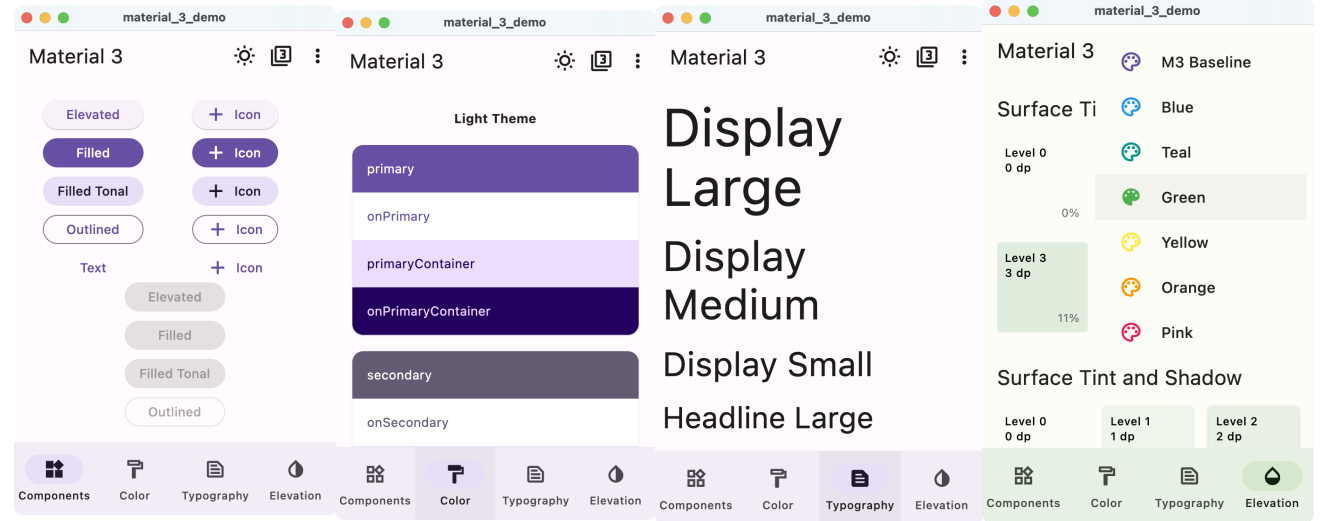 material_3_demo
Material 3
3
Elevated
Icon
Filled
Icon
Filled Tonal
Icon
Outlined
Icon
Text
Icon
Elevated
Filled
Filled Tonal
Outlined
Components
Color
Typography
Elevation
material_3_demo
Material 3
3
Light Theme
primary
onPrimary
primaryContainer
onPrimaryContainer
secondary
onSecondary
Components
Color
Typography
Elevation
material_3_demo
Material 3
3
Display
Large
Display
Medium
Display Small
Headline Large
Components
Color
Typography
Elevation
material_3_demo
Material 3
M3 Baseline
Blue
Teal
Green
Yellow
Orange
Pink
Surface Ti
Level 0
0 dp
0%
Level 3
3 dp
11%
Surface Tint and Shadow
Level 0
0 dp
Level 1
1 dp
Level 2
2 dp
Components
Color
Typography
Elevation